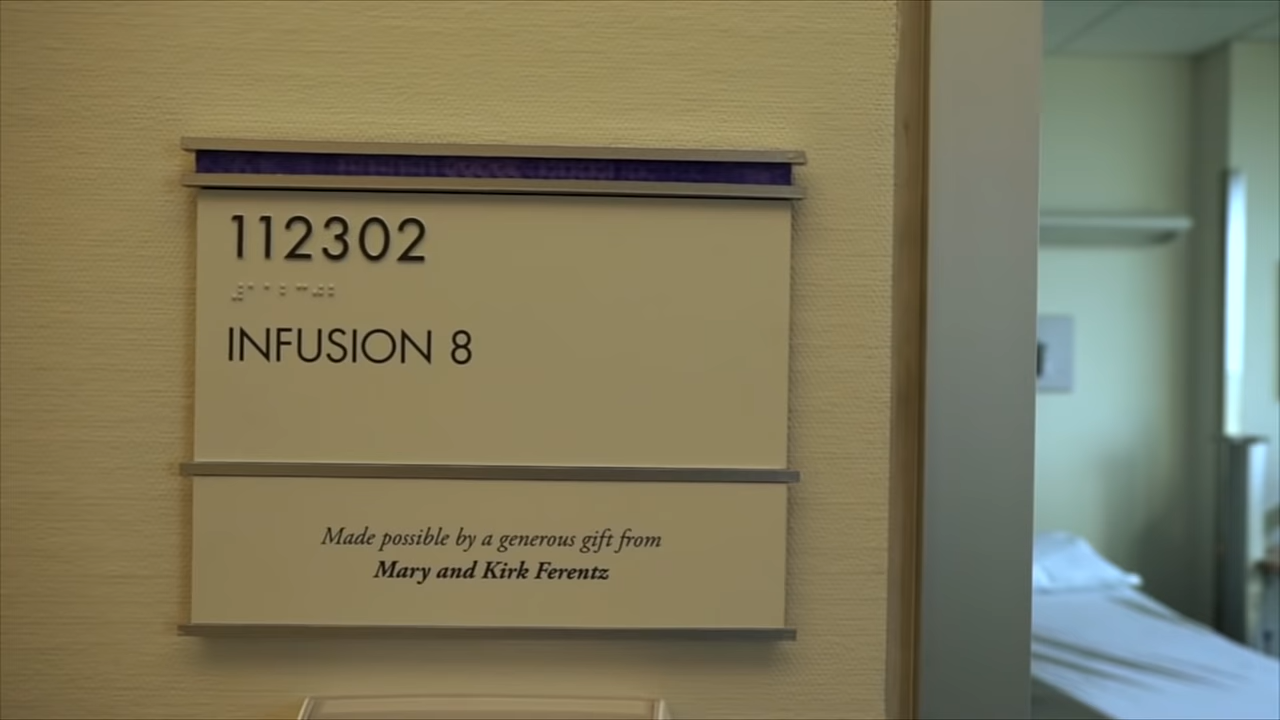 112302
INFUSION 8
Made possible by a generous gift from
Mary and Kirk Ferentz